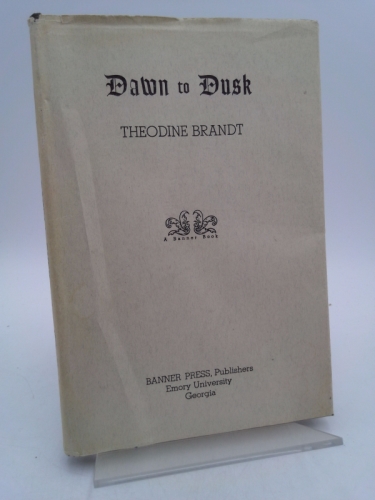 Dawn to Dusk
THEODINE BRANDT
A Banner Book
BANNER PRESS, Publishers
Emory University
Georgia